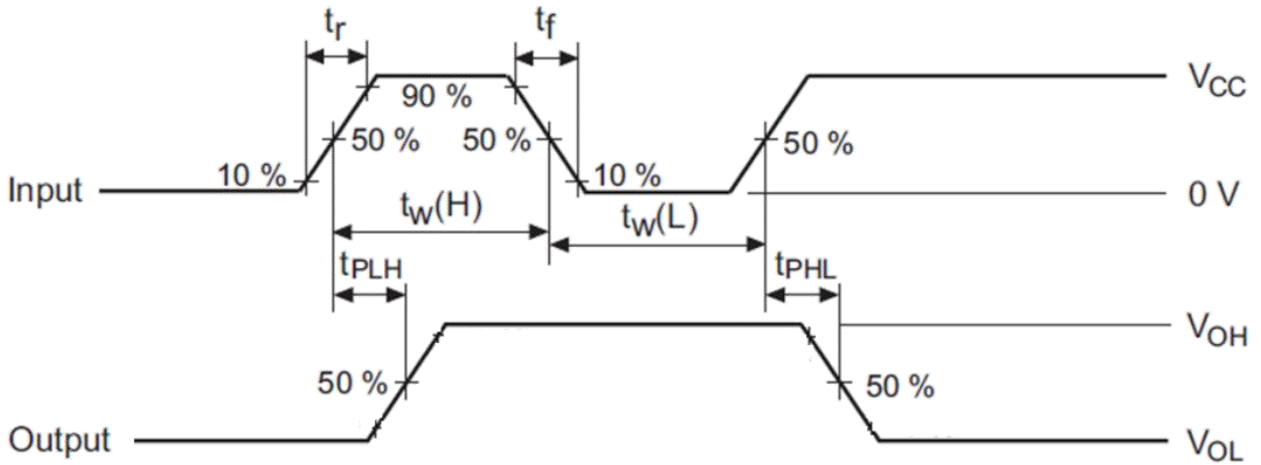 tr
tf
VCC
90 %
50 %
50 %
50 %
10 %
10 %
Input
0 V
tW(H)
tW(L)
tPLH
tPHL
VOH
50 %
50 %
Output
VOL